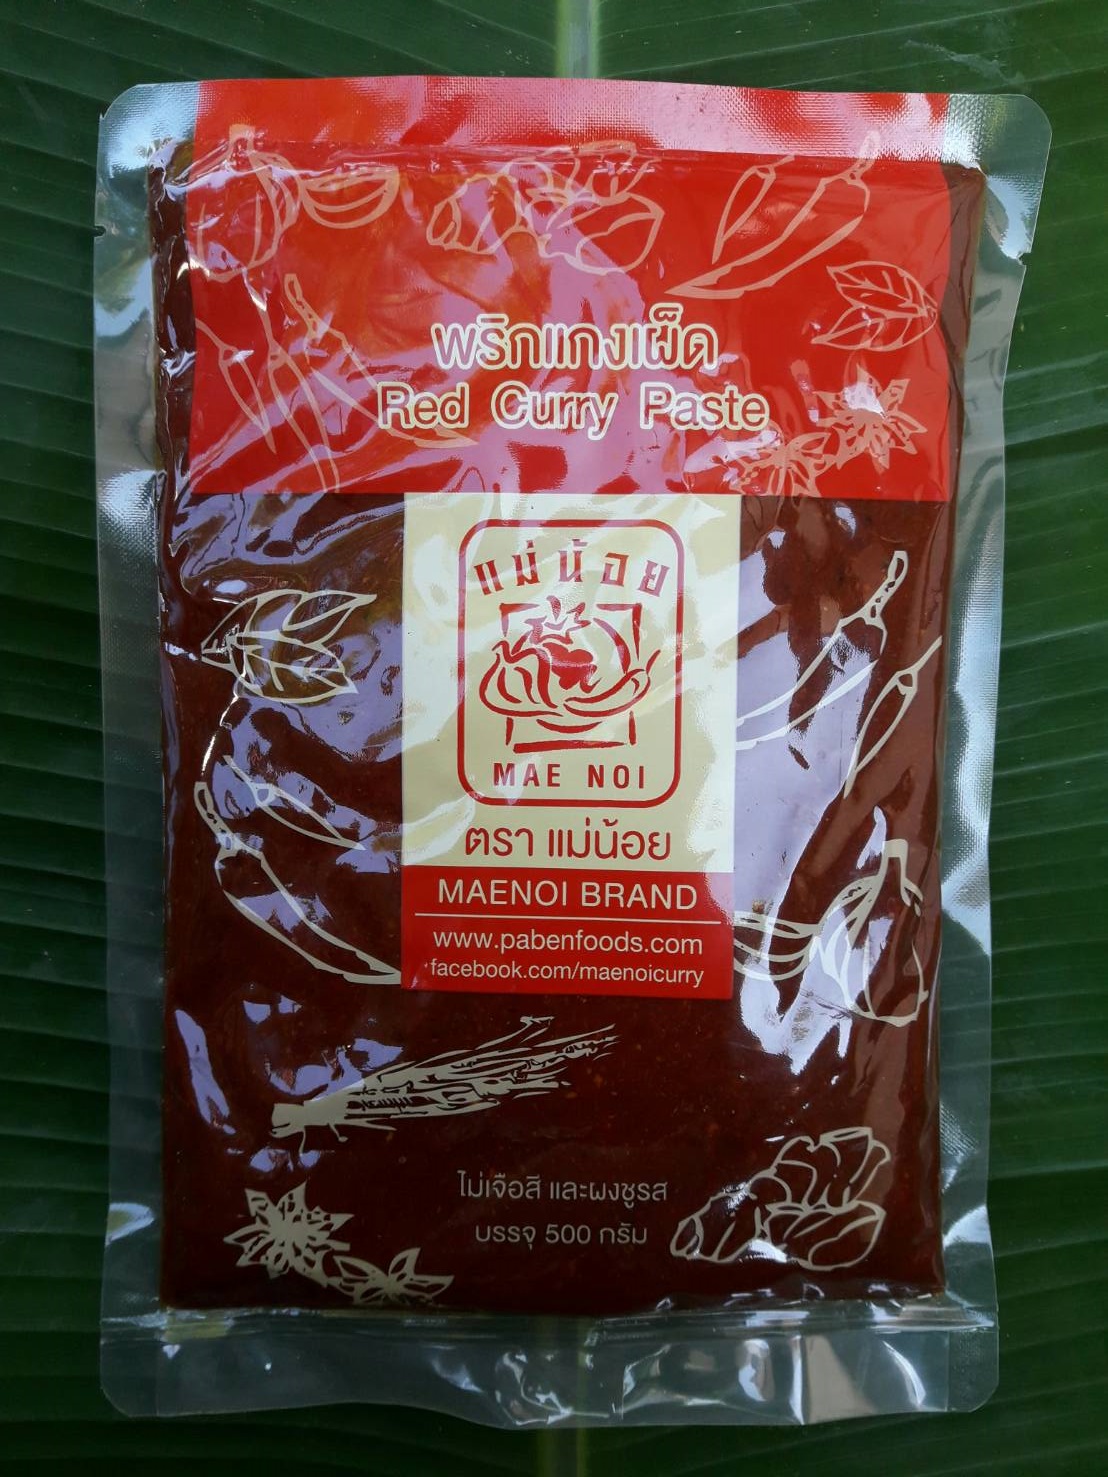 พริกแกงเผ็ด
Red Curry Paste
แม่น้อย
MAE NOI
ตรา แม่น้อย
MAENOI BRAND
www.pabenfoods.com
facebook.com/maenoicurry
ไม่เจือสี และผงชูรส
บรรจุ 500 กรัม